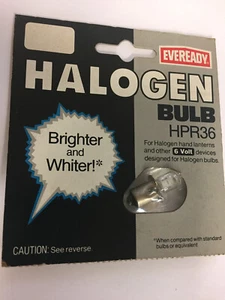 EVEREADY
HALOGEN
BULB
HPR36
For Halogen hand lanterns
and other 6 Volt devices
designed for Halogen bulbs.
Brighter
and
Whiter!*
CAUTION: See reverse.
*When compared with standard
bulbs or equivalent